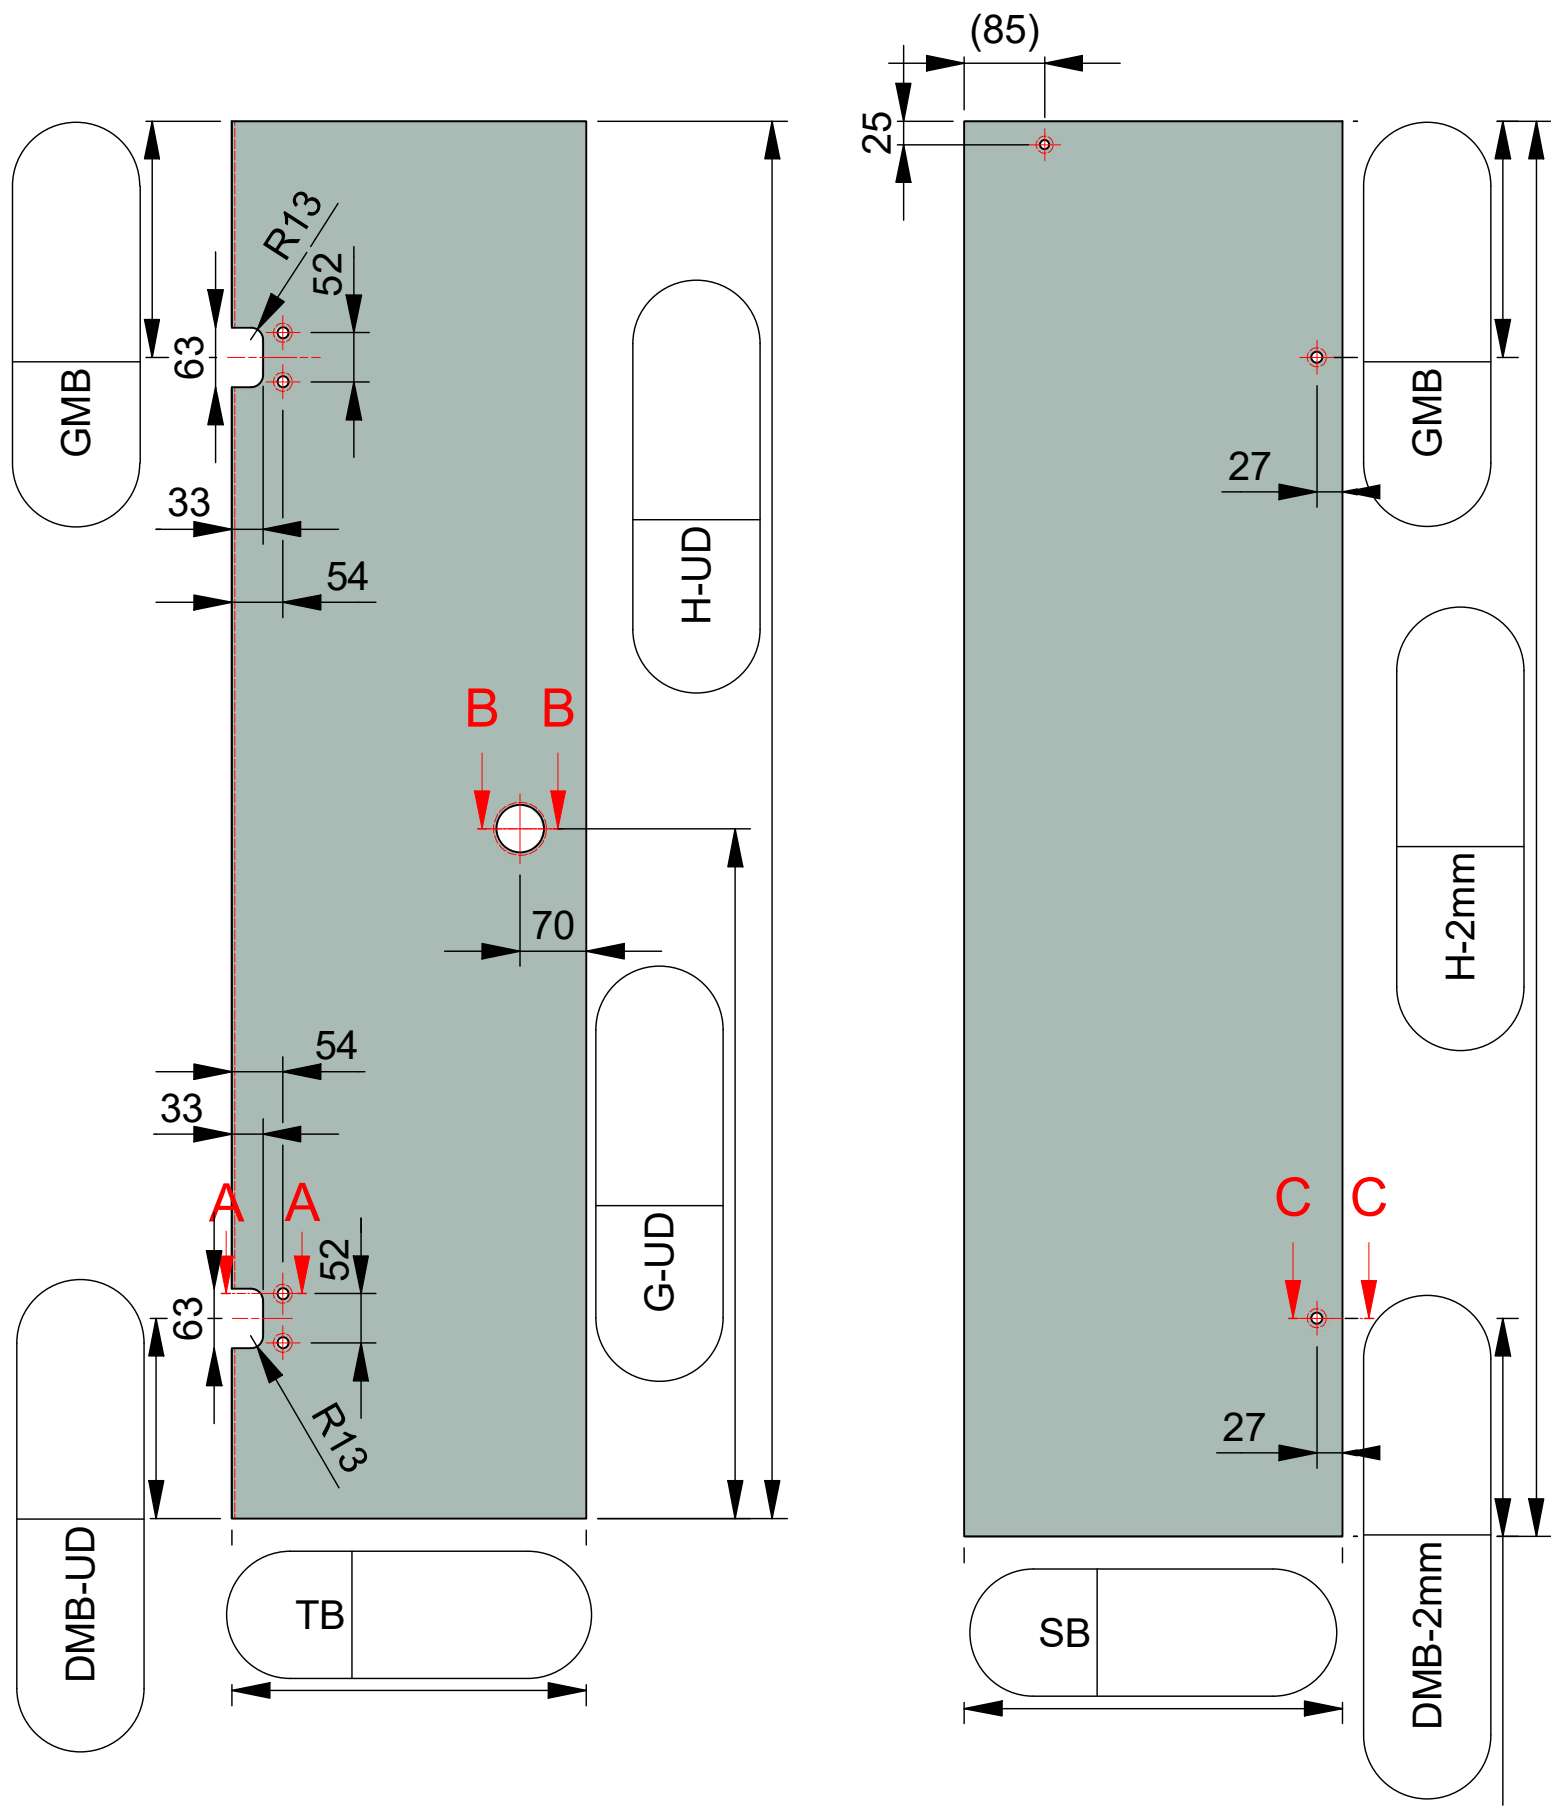 (85)
25
GMB
R13
52
63
33
54
H-UD
GMB
27
B B
70
H-2mm
54
33
A A
52
63
R13
G-UD
C C
27
DMB-UD
TB
SB
DMB-2mm